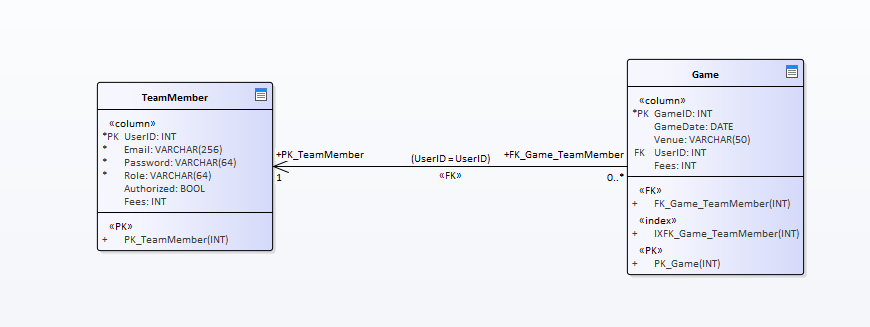 TeamMember
«column»
*PK UserID: INT
* Email: VARCHAR(256)
* Password: VARCHAR(64)
* Role: VARCHAR(64)
Authorized: BOOL
Fees: INT
«PK»
+ PK_TeamMember(INT)
+PK_TeamMember
1
(UserID = UserID)
«FK»
+FK_Game_TeamMember
0..*
Game
«column»
*PK GameID: INT
GameDate: DATE
Venue: VARCHAR(50)
FK UserID: INT
Fees: INT
«FK»
+ FK_Game_TeamMember(INT)
«index»
+ IXFK_Game_TeamMember(INT)
«PK»
+ PK_Game(INT)